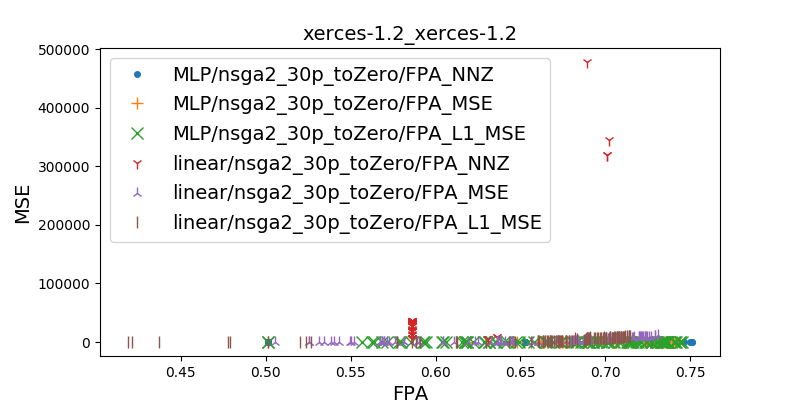 xerces-1.2_xerces-1.2
500000
400000
300000
200000
100000
0
MSE
MLP/nsga2_30p_toZero/FPA_NNZ
MLP/nsga2_30p_toZero/FPA_MSE
MLP/nsga2_30p_toZero/FPA_L1_MSE
linear/nsga2_30p_toZero/FPA_NNZ
linear/nsga2_30p_toZero/FPA_MSE
linear/nsga2_30p_toZero/FPA_L1_MSE
0.45 0.50 0.55 0.60 0.65 0.70 0.75
FPA